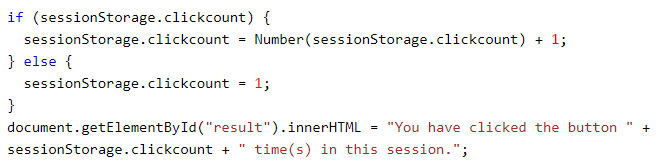 if (sessionStorage.clickcount) {
  sessionStorage.clickcount = Number(sessionStorage.clickcount) + 1;
} else {
  sessionStorage.clickcount = 1;
}
document.getElementById("result").innerHTML = "You have clicked the button " +
sessionStorage.clickcount + " time(s) in this session.";